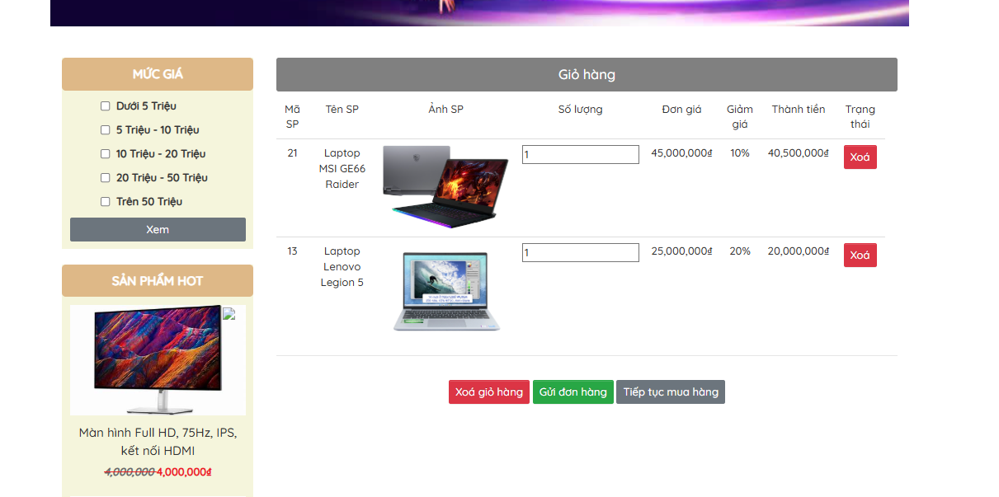 MỨC GIÁ
Dưới 5 Triệu
5 Triệu - 10 Triệu
10 Triệu - 20 Triệu
20 Triệu - 50 Triệu
Trên 50 Triệu
Xem
SẢN PHẨM HOT
Màn hình Full HD, 75Hz, IPS,
kết nối HDMI
4,000,000 4,000,000₫
Giỏ hàng
Mã SP Tên SP Ảnh SP Số lượng Đơn giá Giảm giá Thành tiền Trạng thái
21 Laptop MSI GE66 Raider 1 45,000,000₫ 10% 40,500,000₫ Xoá
13 Laptop Lenovo Legion 5 1 25,000,000₫ 20% 20,000,000₫ Xoá
Xoá giỏ hàng Gửi đơn hàng Tiếp tục mua hàng